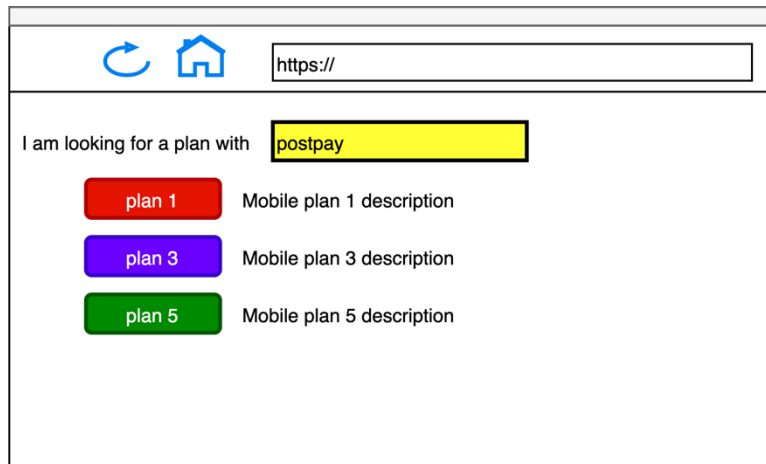 https://
I am looking for a plan with postpay
plan 1 Mobile plan 1 description
plan 3 Mobile plan 3 description
plan 5 Mobile plan 5 description